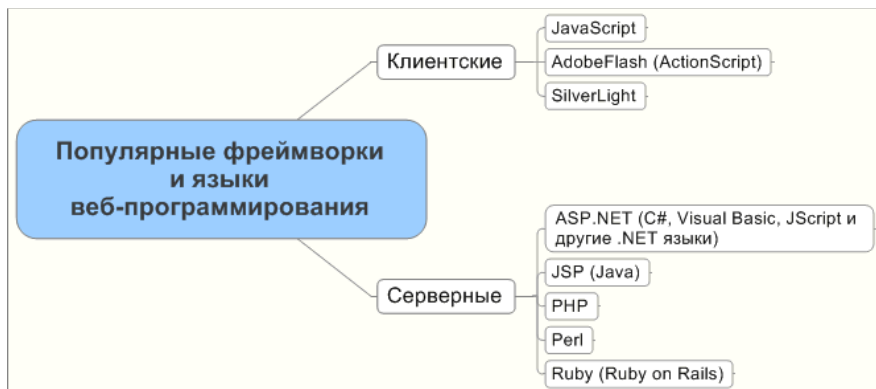 Популярные фреймворки
и языки
веб-программирования
Клиентские
JavaScript
AdobeFlash (ActionScript)
SilverLight
Серверные
ASP.NET (C#, Visual Basic, JScript и
другие .NET языки)
JSP (Java)
PHP
Perl
Ruby (Ruby on Rails)